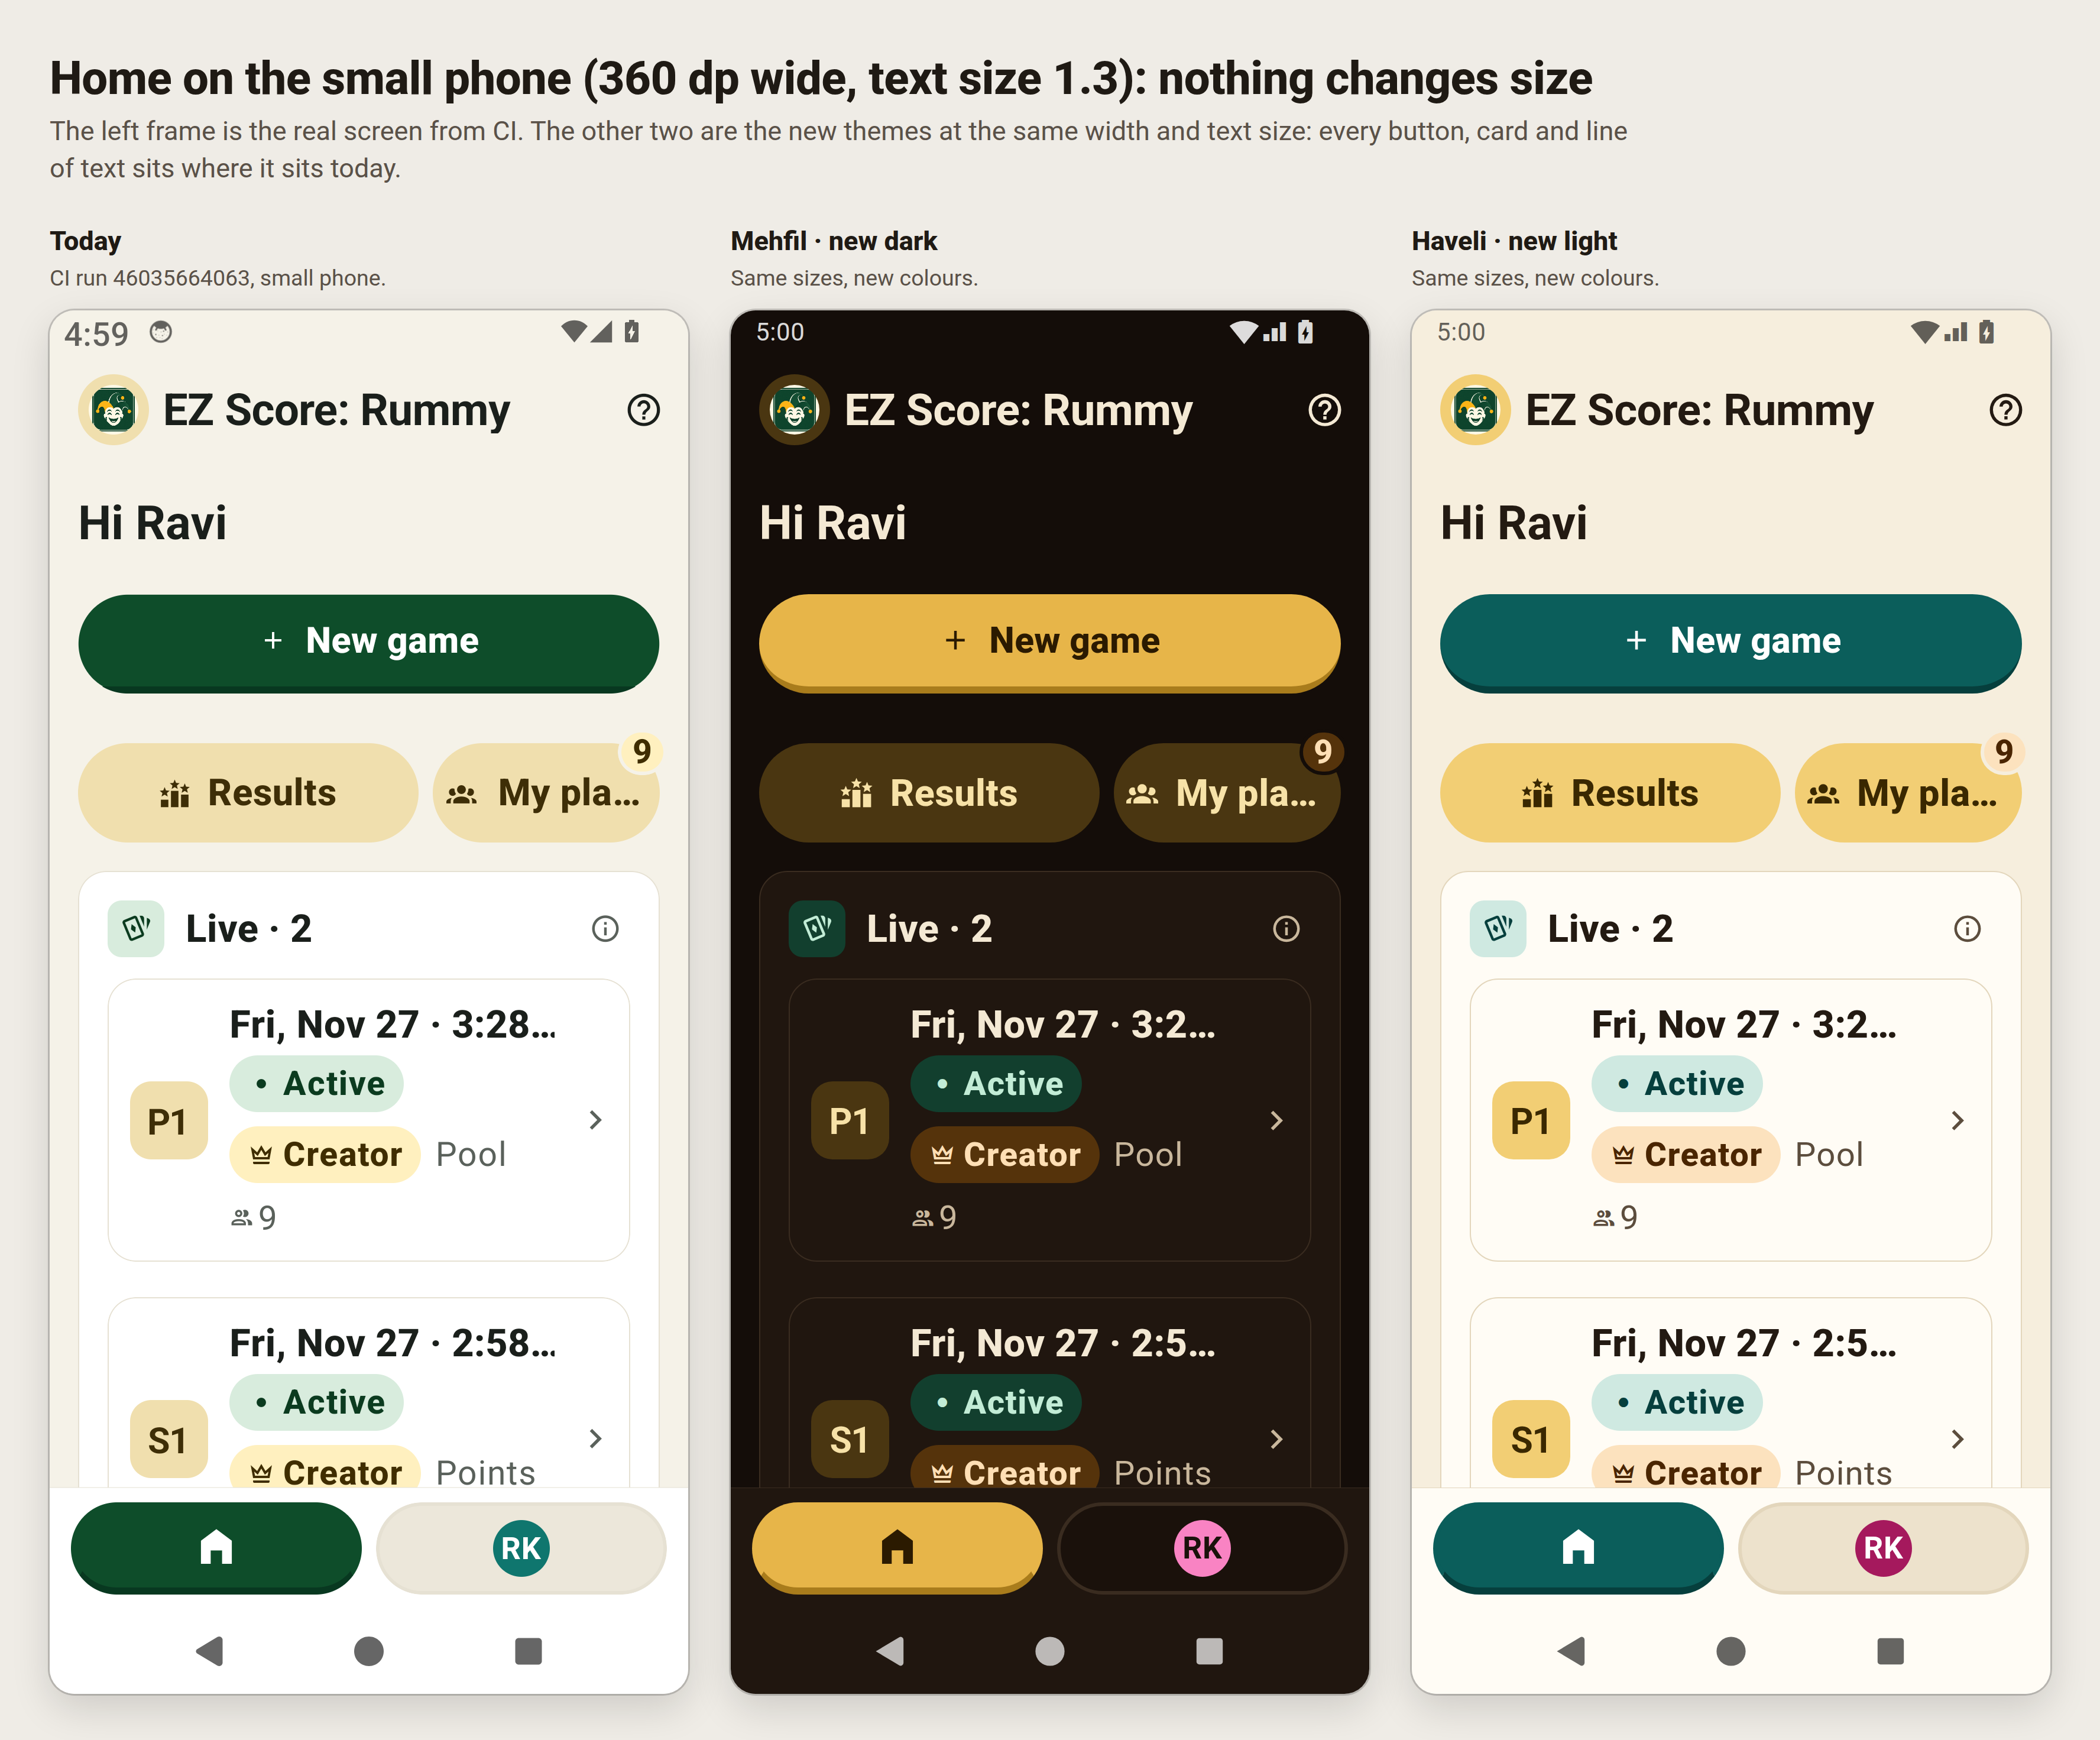 Home on the small phone (360 dp wide, text size 1.3): nothing changes size
The left frame is the real screen from CI. The other two are the new themes at the same width and text size: every button, card and line
of text sits where it sits today.
Today
CI run 46035664063, small phone.
4:59
EZ Score: Rummy
Hi Ravi
+ New game
Results
My pla...
9
Live · 2
Fri, Nov 27 · 3:28...
• Active
P1
Creator Pool
9
Fri, Nov 27 · 2:58...
• Active
S1
Creator Points
RK
Mehfil · new dark
Same sizes, new colours.
5:00
EZ Score: Rummy
Hi Ravi
+ New game
Results
My pla...
9
Live · 2
Fri, Nov 27 · 3:2...
• Active
P1
Creator Pool
9
Fri, Nov 27 · 2:5...
• Active
S1
Creator Points
RK
Haveli · new light
Same sizes, new colours.
5:00
EZ Score: Rummy
Hi Ravi
+ New game
Results
My pla...
9
Live · 2
Fri, Nov 27 · 3:2...
• Active
P1
Creator Pool
9
Fri, Nov 27 · 2:5...
• Active
S1
Creator Points
RK